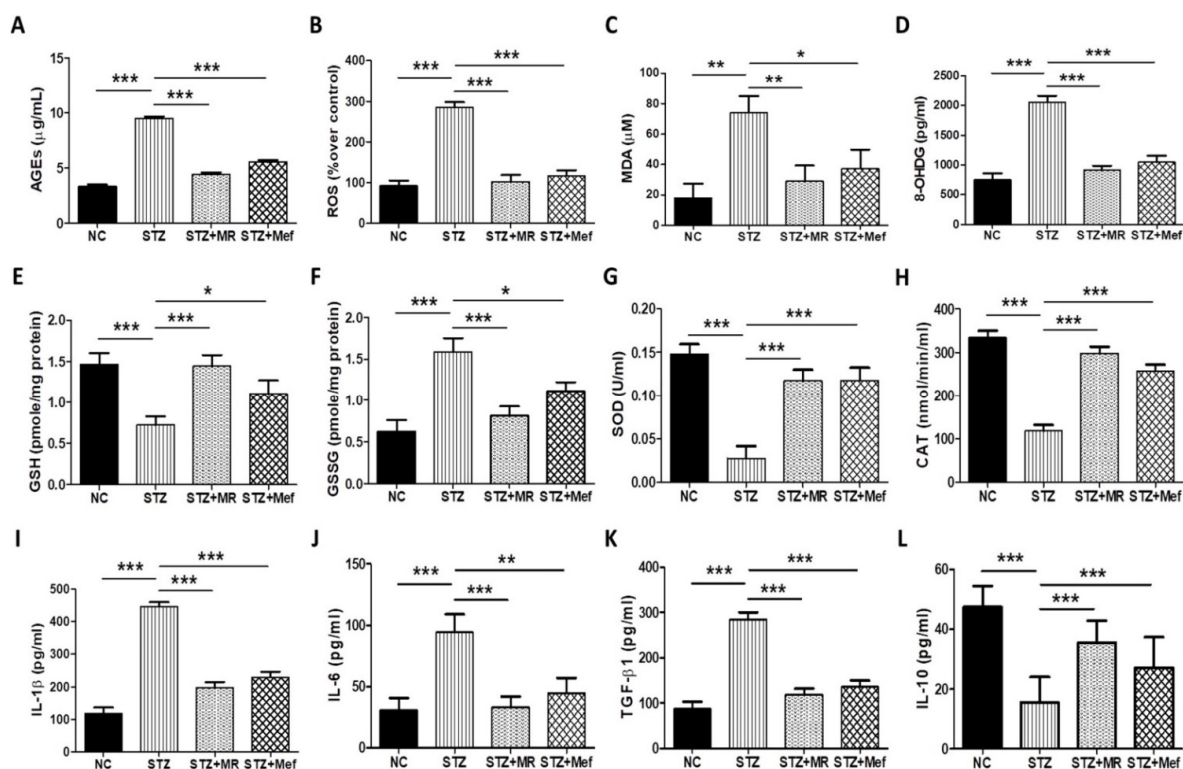 A
AGEs (µg/mL)
15
10
5
0
***
***
***
NC STZ STZ+MR STZ+Mef
B
ROS (%over control)
400
300
200
100
0
***
***
***
NC STZ STZ+MR STZ+Mef
C
MDA (µM)
100
80
60
40
20
0
*
**
**
NC STZ STZ+MR STZ+Mef
D
8-OHDG (pg/ml)
2500
2000
1500
1000
500
0
***
***
***
NC STZ STZ+MR STZ+Mef
E
GSH (pmole/mg protein)
2.0
1.5
1.0
0.5
0.0
*
***
***
NC STZ STZ+MR STZ+Mef
F
GSSG (pmole/mg protein)
2.0
1.5
1.0
0.5
0.0
*
***
***
NC STZ STZ+MR STZ+Mef
G
SOD (U/ml)
0.20
0.15
0.10
0.05
0.00
***
***
***
NC STZ STZ+MR STZ+Mef
H
CAT (nmol/min/ml)
400
300
200
100
0
***
***
***
NC STZ STZ+MR STZ+Mef
I
IL-1β (pg/ml)
500
400
300
200
100
0
***
***
***
NC STZ STZ+MR STZ+Mef
J
IL-6 (pg/ml)
150
100
50
0
**
***
***
NC STZ STZ+MR STZ+Mef
K
TGF-β1 (pg/ml)
400
300
200
100
0
***
***
***
NC STZ STZ+MR STZ+Mef
L
IL-10 (pg/ml)
60
40
20
0
***
***
***
NC STZ STZ+MR STZ+Mef